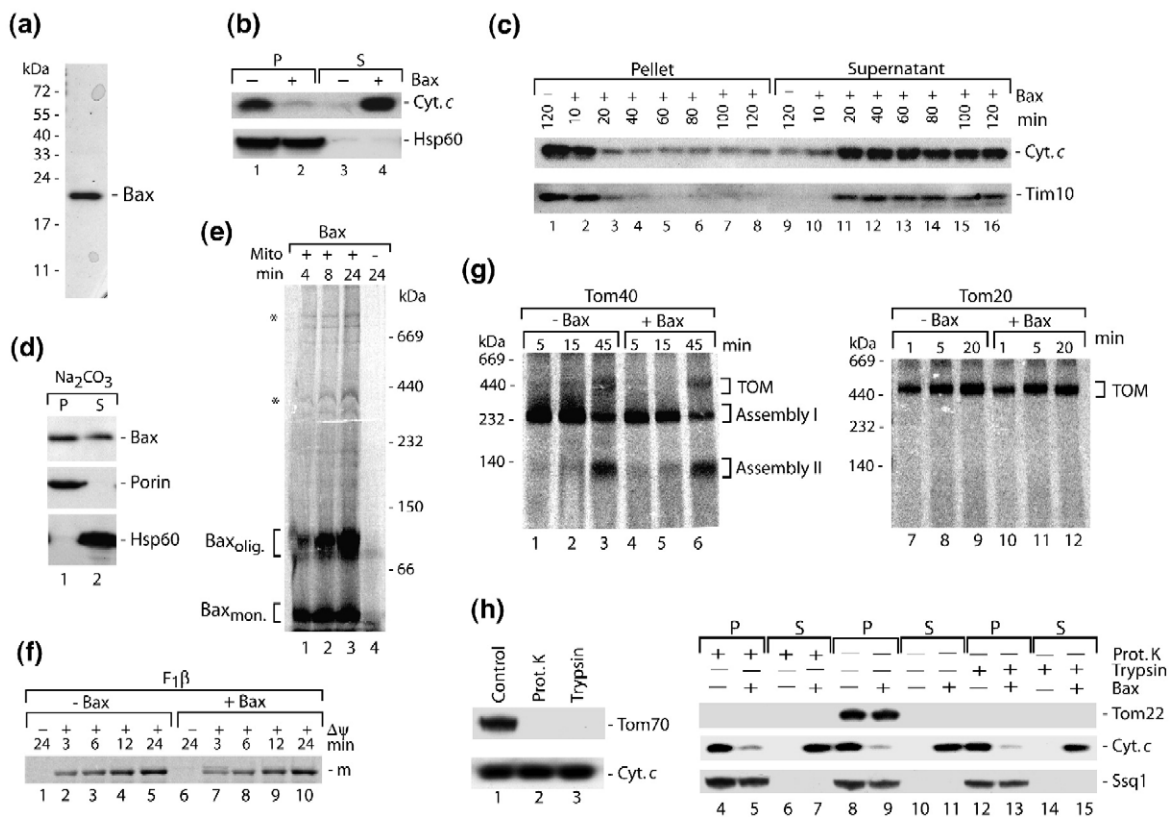 (a)
kDa
72 -
55 -
40 -
33 -
24 -
17 -
11 -
- Bax
(b)
P S
– + – + Bax
- Cyt. c
- Hsp60
1 2 3 4
(c)
Pellet Supernatant
– + + + + + + + – + + + + + + + Bax
120 10 20 40 60 80 100 120 120 10 20 40 60 80 100 120 min
- Cyt. c
- Tim10
1 2 3 4 5 6 7 8 9 10 11 12 13 14 15 16
(d)
Na2CO3
P S
- Bax
- Porin
- Hsp60
1 2
(e)
Bax
Mito + + + -
min 4 8 24 24
kDa
*
- 669
- 440
*
- 232
- 150
Baxolig.
- 66
Baxmon.
1 2 3 4
(f)
F1β
- Bax + Bax
– + + + + – + + + + Δψ
24 3 6 12 24 24 3 6 12 24 min
- m
1 2 3 4 5 6 7 8 9 10
(g)
Tom40
- Bax + Bax
kDa 5 15 45 5 15 45 min
669 -
440 - TOM
232 - Assembly I
140 - Assembly II
1 2 3 4 5 6
Tom20
- Bax + Bax
kDa 1 5 20 1 5 20 min
669 -
440 - TOM
232 -
140 -
7 8 9 10 11 12
(h)
Control Prot. K Trypsin
- Tom70
- Cyt. c
1 2 3
P S P S P S
+ + + + – – – – – – – – Prot. K
– – – – – – – – + + + + Trypsin
– + – + – + – + – + – + Bax
- Tom22
- Cyt. c
- Ssq1
4 5 6 7 8 9 10 11 12 13 14 15